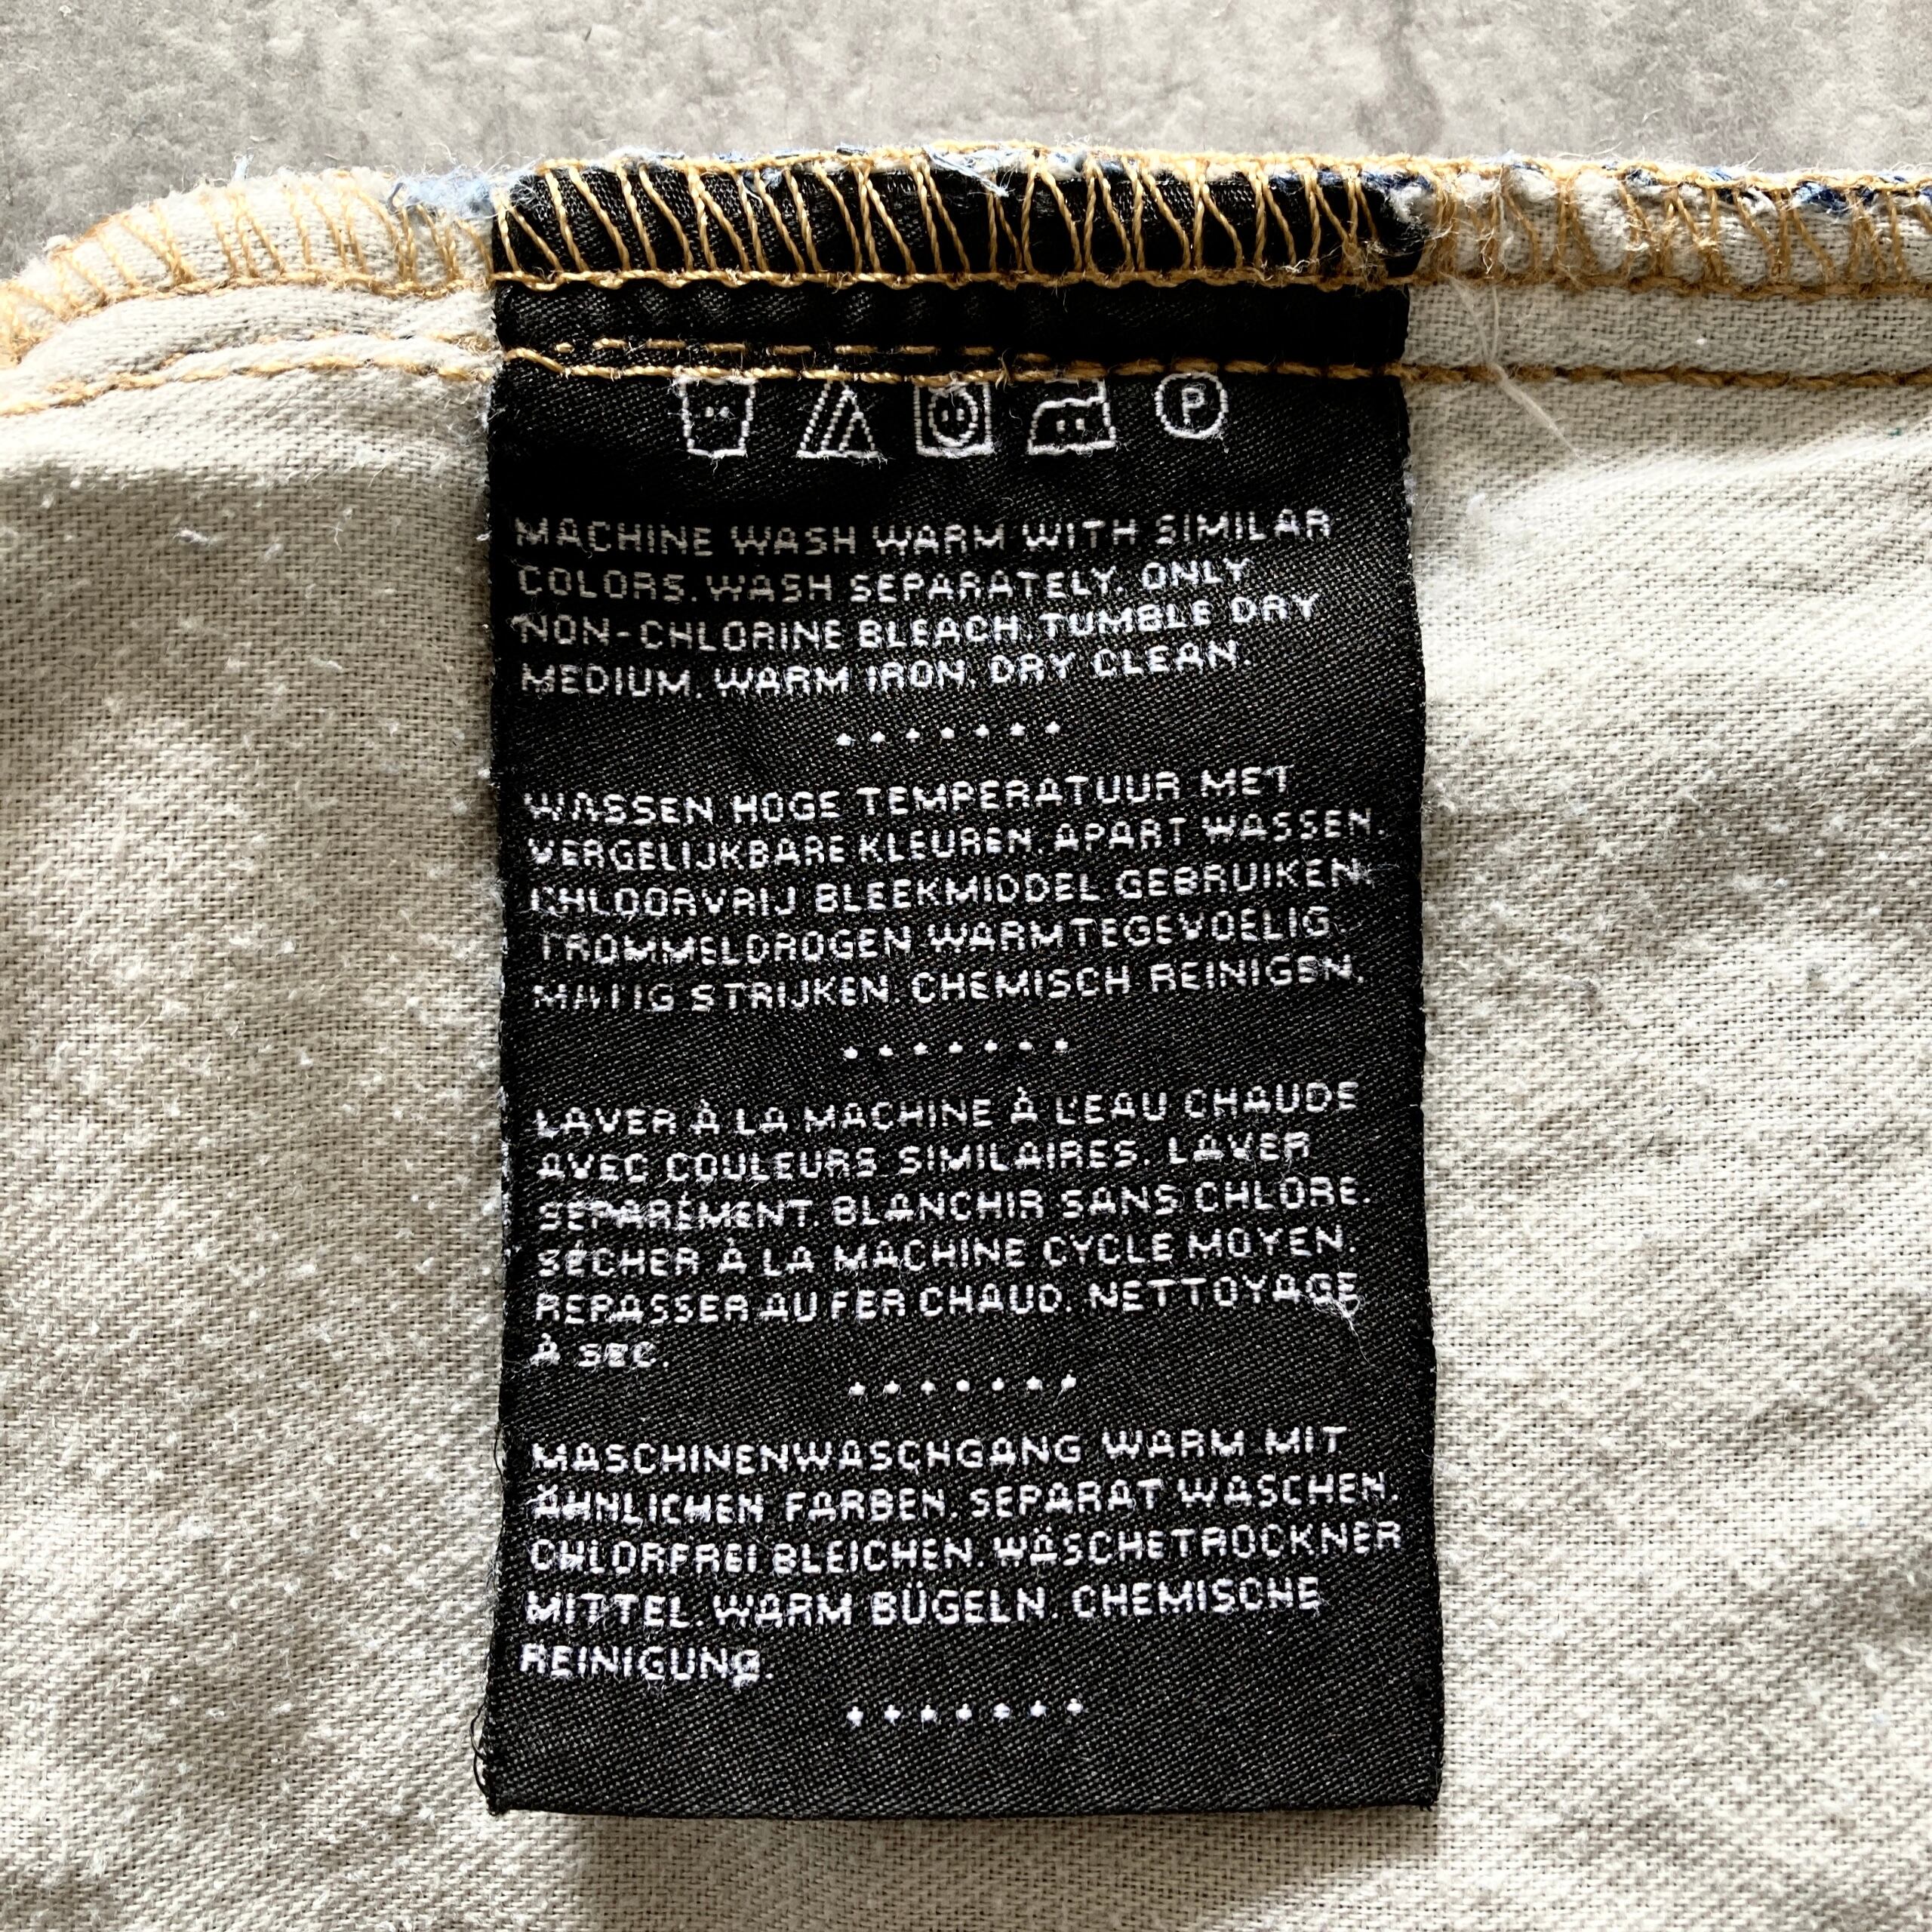 P
MACHINE WASH WARM WITH SIMILAR
COLORS. WASH SEPARATELY. ONLY
NON-CHLORINE BLEACH. TUMBLE DRY
MEDIUM. WARM IRON. DRY CLEAN.
WASSEN HOGE TEMPERATUUR MET
VERGELIJKBARE KLEUREN. APART WASSEN.
CHLOORVRIJ BLEEKMIDDEL GEBRUIKEN.
TROMMELDROGEN WARMTEGEVOELIG.
MATIG STRIJKEN. CHEMISCH REINIGEN.
LAVER À LA MACHINE À L'EAU CHAUDE
AVEC COULEURS SIMILAIRES. LAVER
SÉPARÉMENT. BLANCHIR SANS CHLORE.
SÉCHER À LA MACHINE CYCLE MOYEN.
REPASSER AU FER CHAUD. NETTOYAGE
À SEC.
MASCHINENWASCHGANG WARM MIT
ÄHNLICHEN FARBEN. SEPARAT WASCHEN.
CHLORFREI BLEICHEN. WÄSCHETROCKNER
MITTEL. WARM BÜGELN. CHEMISCHE
REINIGUNG.